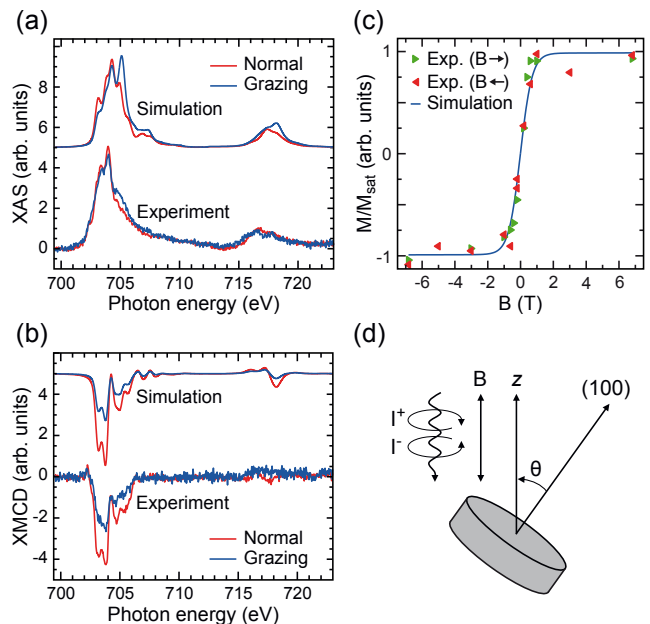 (a)
XAS (arb. units)
8
6
4
2
0
Normal
Grazing
Simulation
Experiment
700 705 710 715 720
Photon energy (eV)
(b)
XMCD (arb. units)
4
2
0
-2
-4
Simulation
Experiment
Normal
Grazing
700 705 710 715 720
Photon energy (eV)
(c)
M/Msat (arb. units)
1
0
-1
Exp. (B→)
Exp. (B←)
Simulation
-6 -4 -2 0 2 4 6
B (T)
(d)
B z (100)
I+
I-
θ